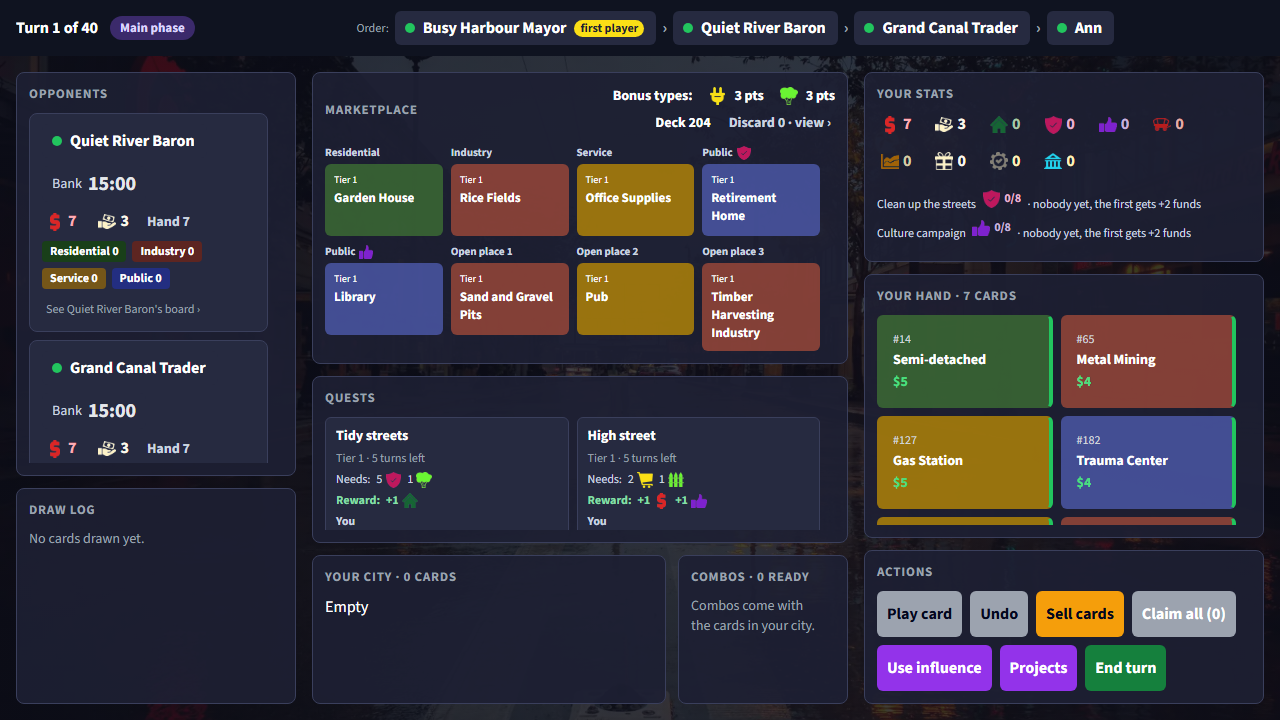 Turn 1 of 40 Main phase Order: Busy Harbour Mayor first player › Quiet River Baron › Grand Canal Trader › Ann
OPPONENTS
Quiet River Baron
Bank 15:00
7 3 Hand 7
Residential 0 Industry 0
Service 0 Public 0
See Quiet River Baron's board ›
Grand Canal Trader
Bank 15:00
7 3 Hand 7
DRAW LOG
No cards drawn yet.
MARKETPLACE
Bonus types: 3 pts 3 pts
Deck 204 Discard 0 · view ›
Residential Industry Service Public
Tier 1 Tier 1 Tier 1 Tier 1
Garden House Rice Fields Office Supplies Retirement
Home
Public Open place 1 Open place 2 Open place 3
Tier 1 Tier 1 Tier 1 Tier 1
Library Sand and Gravel Pub Timber
Pits Harvesting
Industry
QUESTS
Tidy streets
Tier 1 · 5 turns left
Needs: 5 1
Reward: +1
You
High street
Tier 1 · 5 turns left
Needs: 2 1
Reward: +1 +1
You
YOUR CITY · 0 CARDS
Empty
COMBOS · 0 READY
Combos come with
the cards in your city.
YOUR STATS
7 3 0 0 0 0
0 0 0 0
Clean up the streets 0/8 · nobody yet, the first gets +2 funds
Culture campaign 0/8 · nobody yet, the first gets +2 funds
YOUR HAND · 7 CARDS
#14
Semi-detached
$5
#65
Metal Mining
$4
#127
Gas Station
$5
#182
Trauma Center
$4
ACTIONS
Play card Undo Sell cards Claim all (0)
Use influence Projects End turn